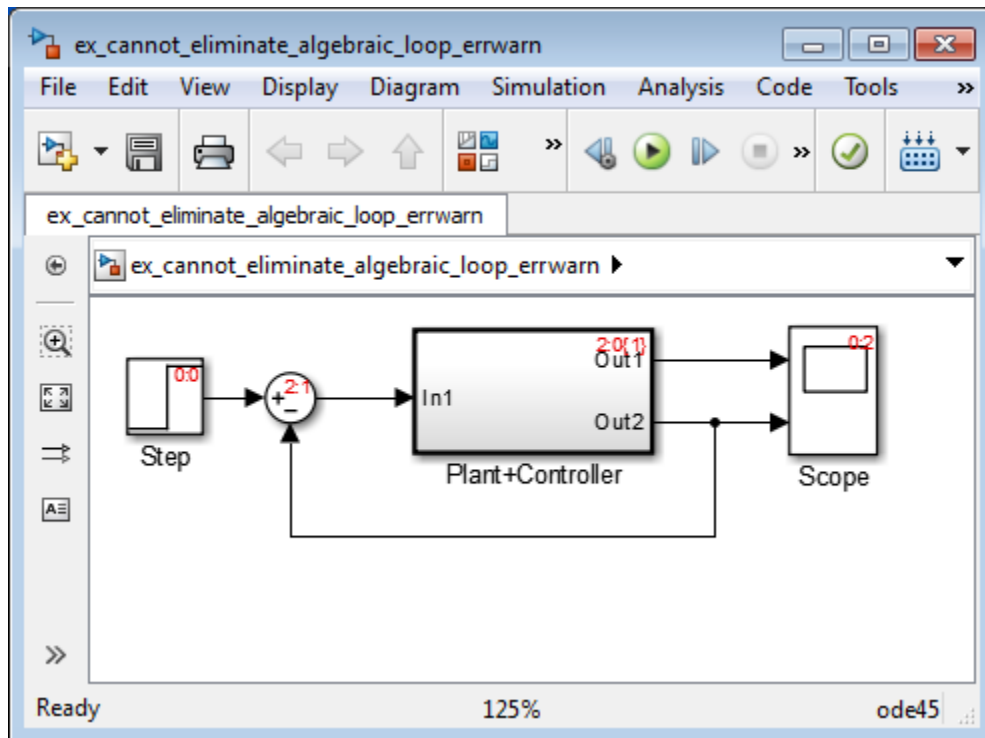 ex_cannot_eliminate_algebraic_loop_errwarn
File Edit View Display Diagram Simulation Analysis Code Tools »
» »
ex_cannot_eliminate_algebraic_loop_errwarn
ex_cannot_eliminate_algebraic_loop_errwarn
0:0
Step
2:1
+
−
2:0{1}
Out1
In1
Out2
Plant+Controller
0:2
Scope
A
»
Ready 125% ode45